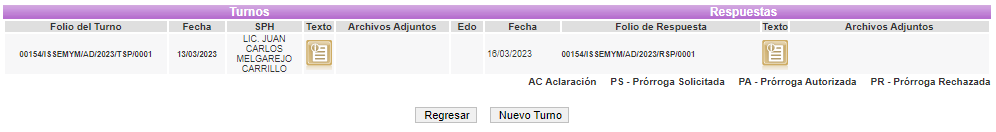 Turnos Respuestas
Folio del Turno Fecha SPH Texto Archivos Adjuntos Edo Fecha Folio de Respuesta Texto Archivos Adjuntos
00154/ISSEMYM/AD/2023/TSP/0001 13/03/2023 LIC. JUAN
CARLOS
MELGAREJO
CARRILLO 16/03/2023 00154/ISSEMYM/AD/2023/RSP/0001
AC Aclaración PS - Prórroga Solicitada PA - Prórroga Autorizada PR - Prórroga Rechazada
Regresar Nuevo Turno